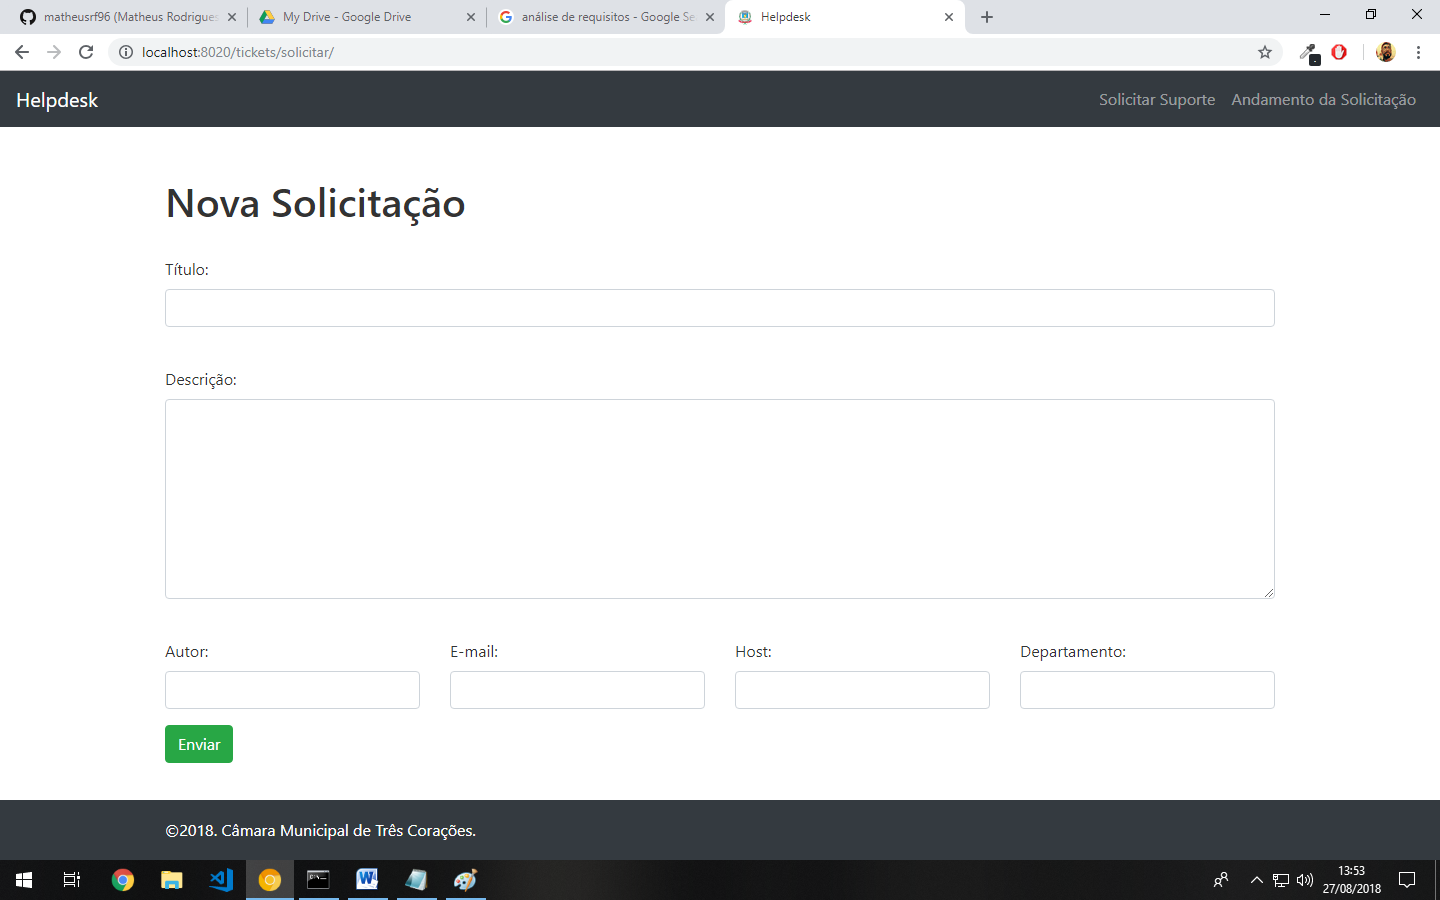 matheusrf96 (Matheus Rodrigues
My Drive - Google Drive
análise de requisitos - Google Se
Helpdesk
localhost:8020/tickets/solicitar/
Helpdesk
Solicitar Suporte
Andamento da Solicitação
Nova Solicitação
Título:
Descrição:
Autor:
E-mail:
Host:
Departamento:
Enviar
©2018. Câmara Municipal de Três Corações.
13:53
27/08/2018